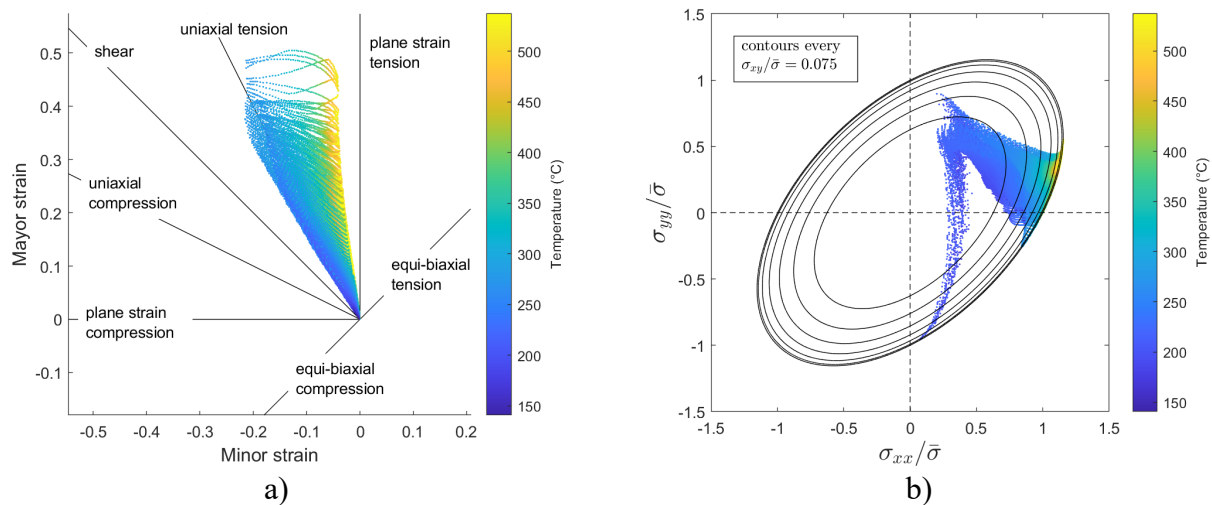 shear
uniaxial tension
plane strain
tension
uniaxial
compression
equi-biaxial
tension
plane strain
compression
equi-biaxial
compression
0.5
0.4
0.3
0.2
0.1
0
-0.1
-0.5
-0.4
-0.3
-0.2
-0.1
0
0.1
0.2
Mayor strain
Minor strain
500
450
400
350
300
250
200
150
Temperature (°C)
a)
contours every
σxy/σ̄ = 0.075
1.5
1
0.5
0
-0.5
-1
-1.5
-1.5
-1
-0.5
0
0.5
1
1.5
σyy/σ̄
σxx/σ̄
500
450
400
350
300
250
200
150
Temperature (°C)
b)